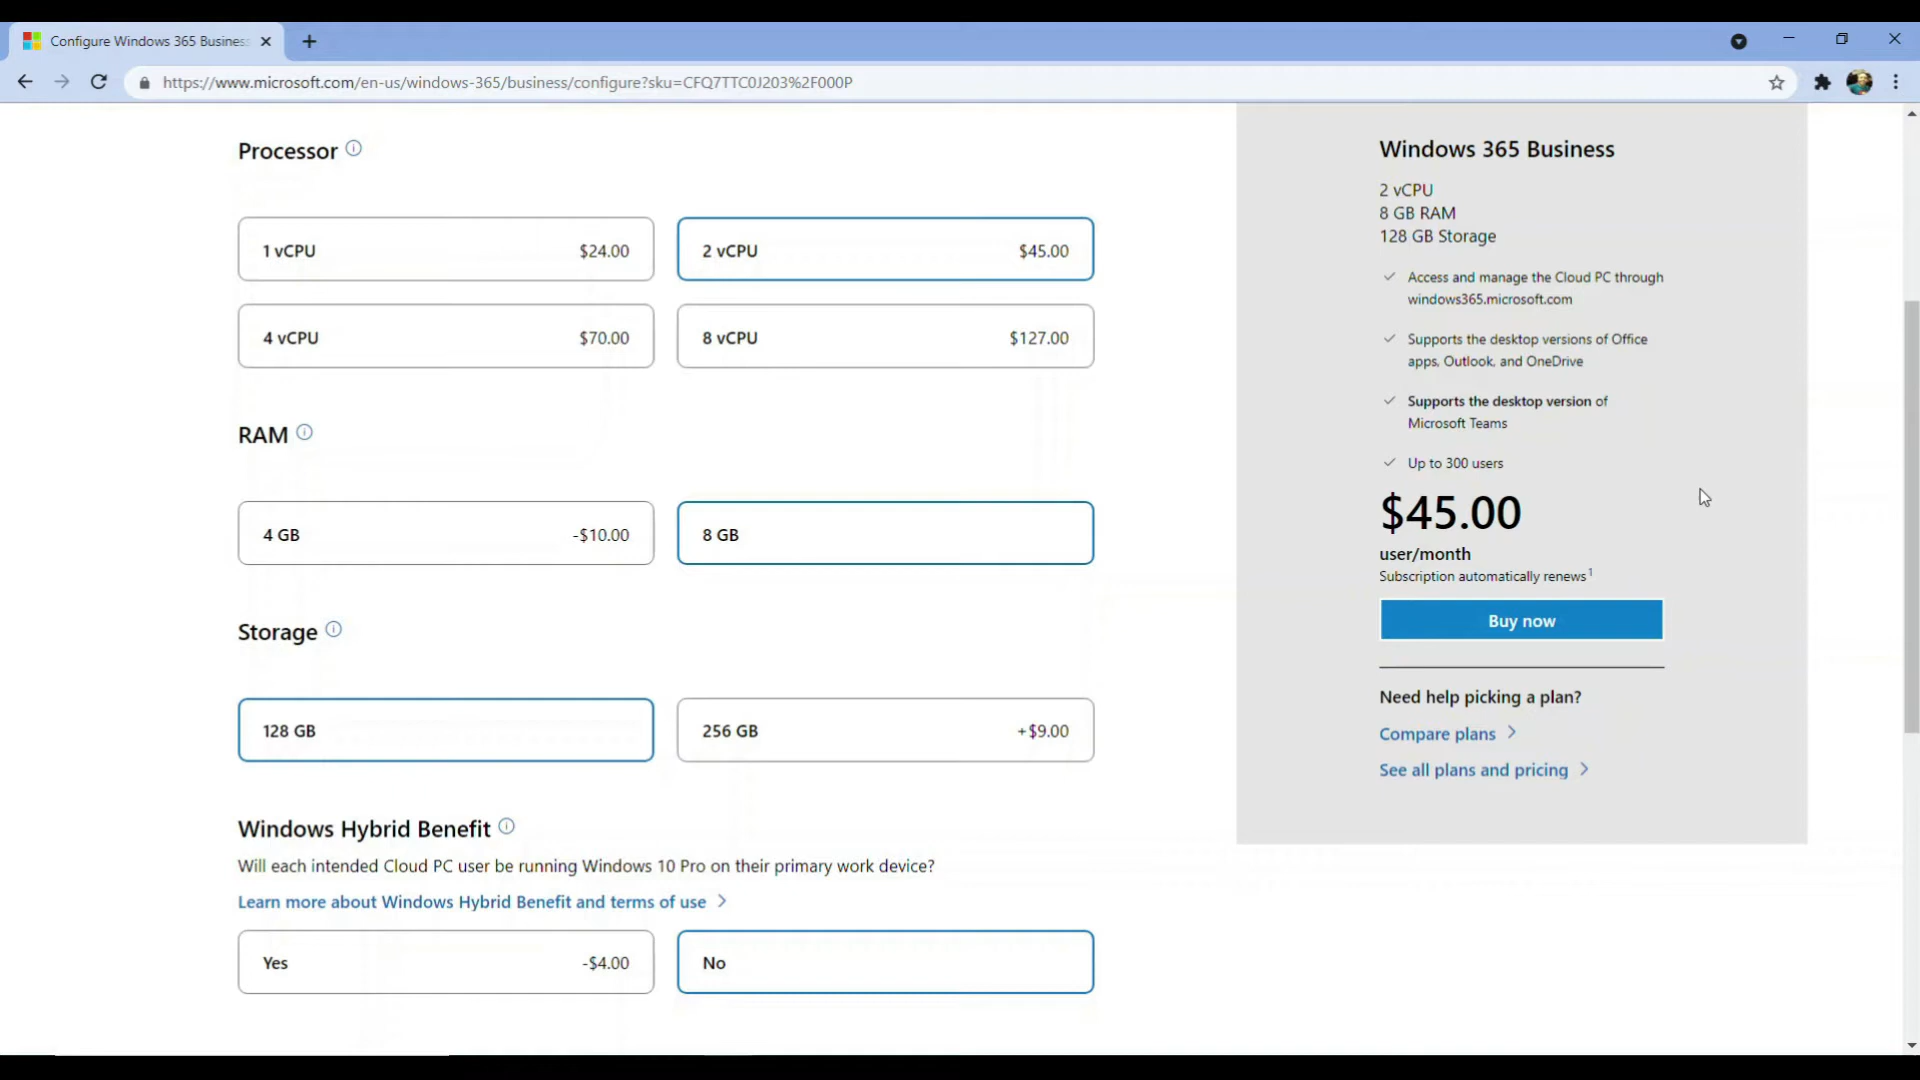 Configure Windows 365 Busines
https://www.microsoft.com/en-us/windows-365/business/configure?sku=CFQ7TTC0J203%2F000P
Processor
1 vCPU $24.00
2 vCPU $45.00
4 vCPU $70.00
8 vCPU $127.00
RAM
4 GB -$10.00
8 GB
Storage
128 GB
256 GB +$9.00
Windows Hybrid Benefit
Will each intended Cloud PC user be running Windows 10 Pro on their primary work device?
Learn more about Windows Hybrid Benefit and terms of use
Yes -$4.00
No
Windows 365 Business
2 vCPU
8 GB RAM
128 GB Storage
Access and manage the Cloud PC through
windows365.microsoft.com
Supports the desktop versions of Office
apps, Outlook, and OneDrive
Supports the desktop version of
Microsoft Teams
Up to 300 users
$45.00
user/month
Subscription automatically renews 1
Buy now
Need help picking a plan?
Compare plans
See all plans and pricing